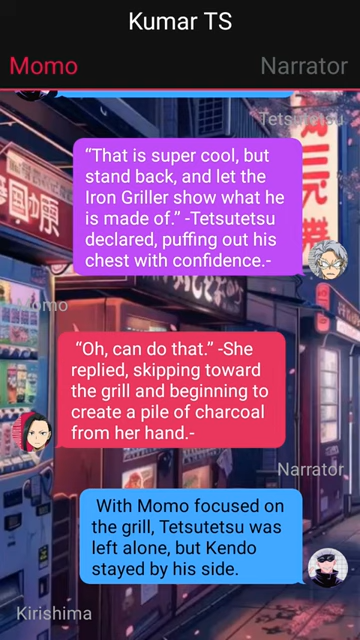 Kumar TS
Momo
Narrator
Tetsutetsu
“That is super cool, but
stand back, and let the
Iron Griller show what he
is made of.” -Tetsutetsu
declared, puffing out his
chest with confidence.-
Momo
“Oh, can do that.” -She
replied, skipping toward
the grill and beginning to
create a pile of charcoal
from her hand.-
Narrator
With Momo focused on
the grill, Tetsutetsu was
left alone, but Kendo
stayed by his side.
Kirishima